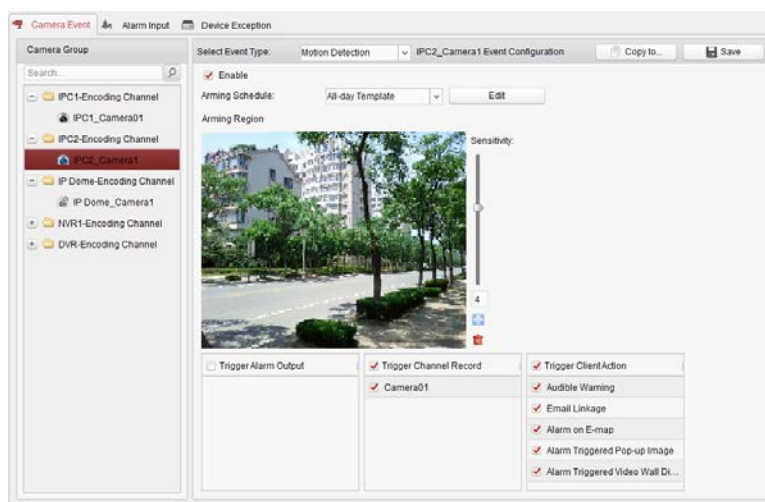 Camera Event Alarm Input Device Exception
Camera Group
Search...
IPC1-Encoding Channel
IPC1_Camera01
IPC2-Encoding Channel
IPC2_Camera1
IP Dome-Encoding Channel
IP Dome_Camera1
NVR1-Encoding Channel
DVR-Encoding Channel
Select Event Type: Motion Detection IPC2_Camera1 Event Configuration Copy to... Save
Enable
Arming Schedule: All-day Template Edit
Arming Region
Sensitivity:
4
Trigger Alarm Output
Trigger Channel Record
Camera01
Trigger Client Action
Audible Warning
Email Linkage
Alarm on E-map
Alarm Triggered Pop-up Image
Alarm Triggered Video Wall Di...